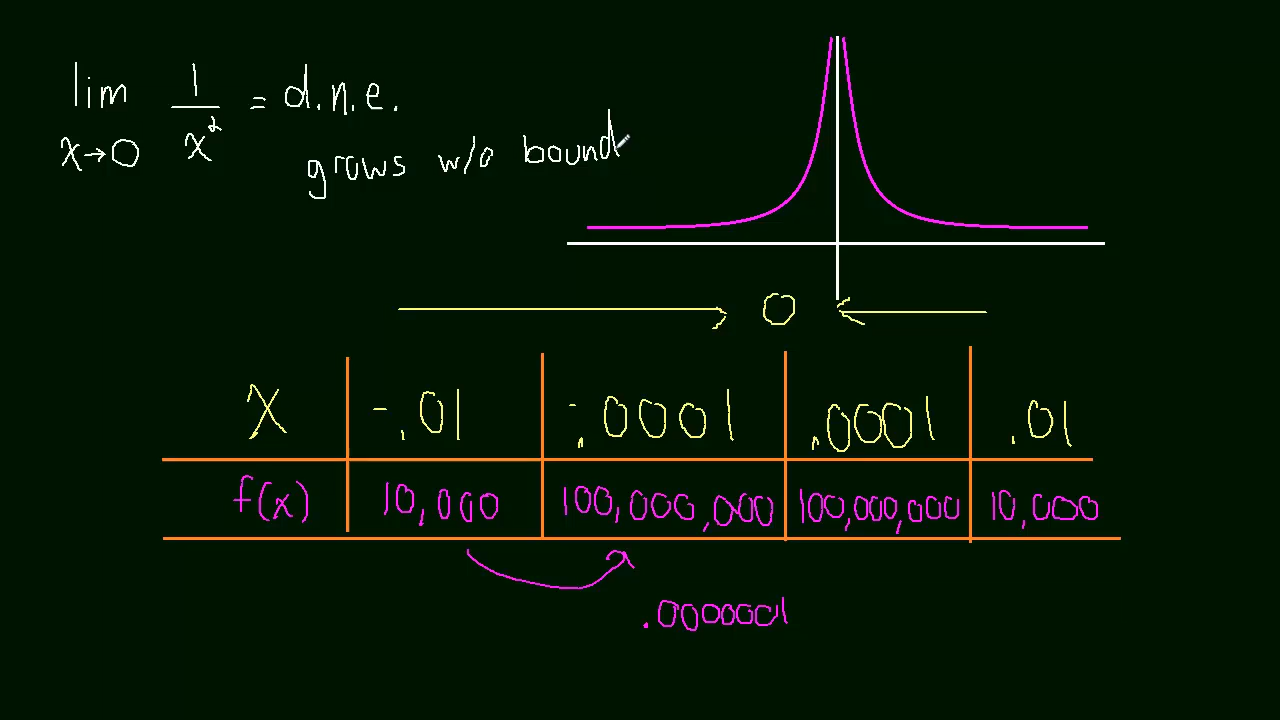 lim x→0 1/x² = d.n.e.
grows w/o bound
0
x -.01 -.0001 .0001 .01
f(x) 10,000 100,000,000 100,000,000 10,000
.0000001